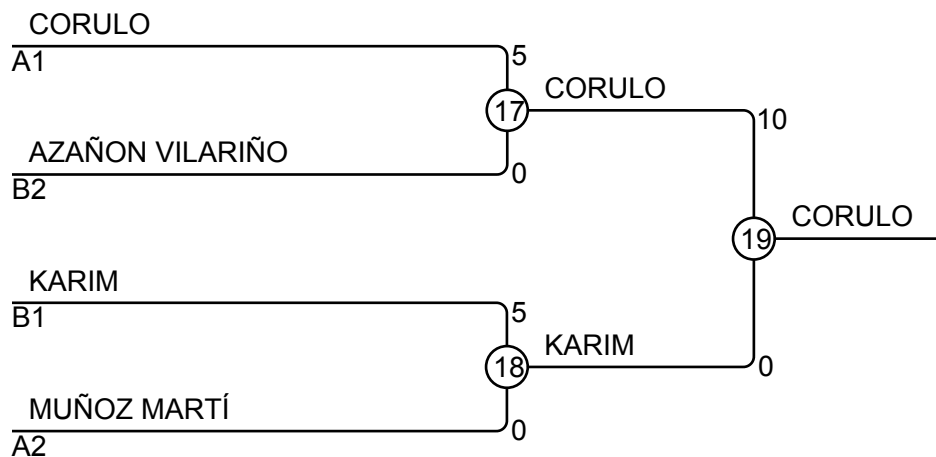 CORULO
A1
5
17
CORULO
10
AZAÑON VILARIÑO
B2
0
19
CORULO
KARIM
B1
5
18
KARIM
0
MUÑOZ MARTÍ
A2
0